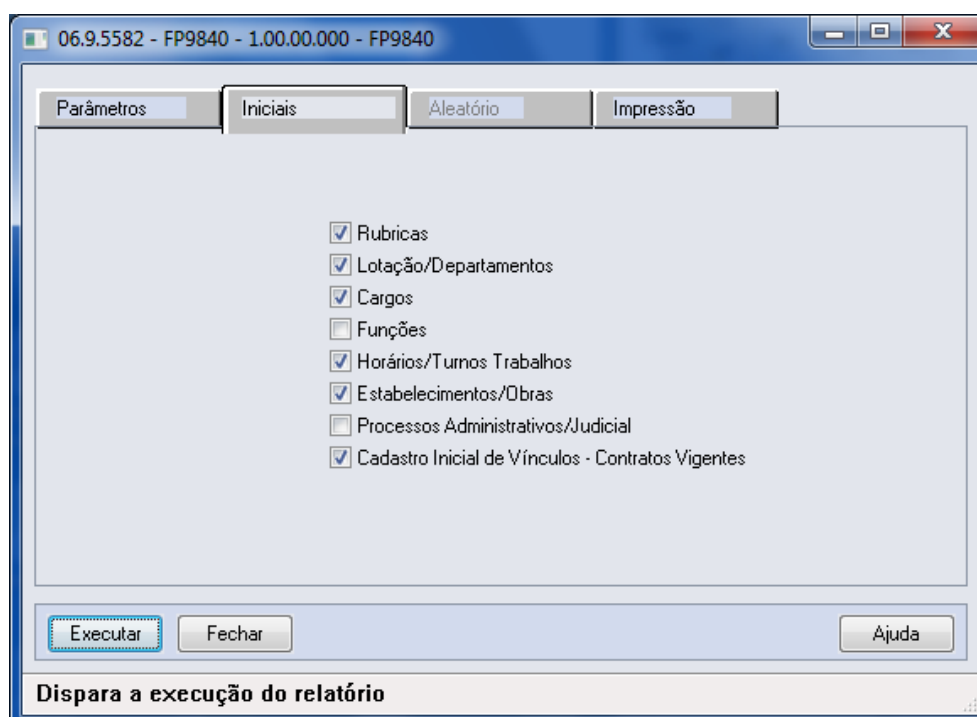 06.9.5582 - FP9840 - 1.00.00.000 - FP9840
Parâmetros Iniciais Aleatório Impressão
Rubricas
Lotação/Departamentos
Cargos
Funções
Horários/Turnos Trabalhos
Estabelecimentos/Obras
Processos Administrativos/Judicial
Cadastro Inicial de Vínculos - Contratos Vigentes
Executar Fechar Ajuda
Dispara a execução do relatório